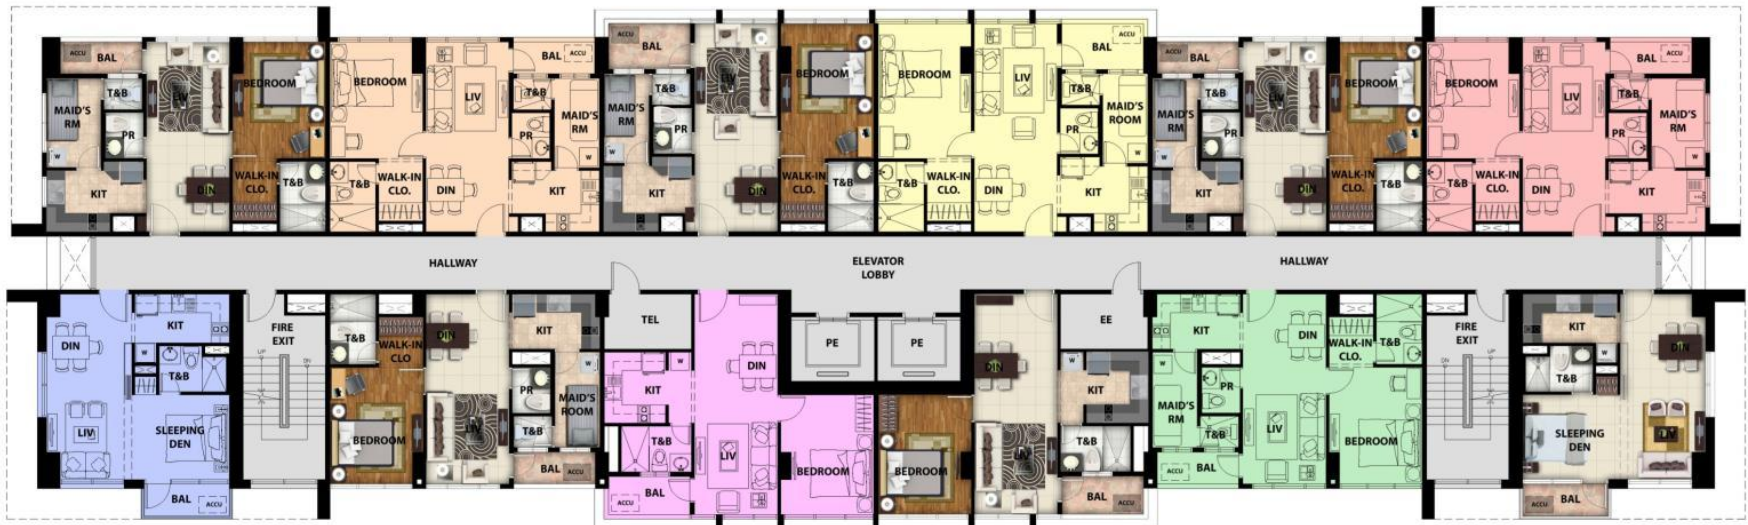 ACCU BAL
MAID'S
RM
T&B
PR
W
KIT
LIV
DIN
BEDROOM
WALK-IN
CLO.
T&B
BEDROOM
T&B
WALK-IN
CLO.
LIV
DIN
BAL ACCU
T&B
PR
MAID'S
RM
W
KIT
ACCU
BAL
MAID'S
RM
T&B
PR
W
KIT
LIV
DIN
BEDROOM
WALK-IN
CLO.
T&B
BEDROOM
T&B
WALK-IN
CLO.
LIV
DIN
ACCU
BAL
T&B
PR
MAID'S
ROOM
W
KIT
ACCU
BAL
MAID'S
RM
T&B
PR
W
KIT
LIV
DIN
BEDROOM
WALK-IN
CLO.
T&B
BEDROOM
T&B
WALK-IN
CLO.
LIV
DIN
BAL ACCU
T&B
PR
MAID'S
RM
W
KIT
HALLWAY
ELEVATOR
LOBBY
HALLWAY
DIN
KIT
W
T&B
LIV
SLEEPING
DEN
BAL
ACCU
FIRE
EXIT
UP
DN
T&B
WALK-IN
CLO
DIN
BEDROOM
LIV
KIT
W
PR
MAID'S
ROOM
T&B
BAL ACCU
TEL
KIT
W
DIN
T&B
LIV
BEDROOM
ACCU BAL
PE
PE
BEDROOM
DIN
LIV
EE
W
KIT
T&B
BAL
ACCU
KIT
W
MAID'S
RM
PR
T&B
ACCU BAL
DIN
LIV
WALK-IN
CLO.
T&B
BEDROOM
FIRE
EXIT
DN
UP
KIT
W
T&B
DIN
SLEEPING
DEN
LIV
ACCU BAL